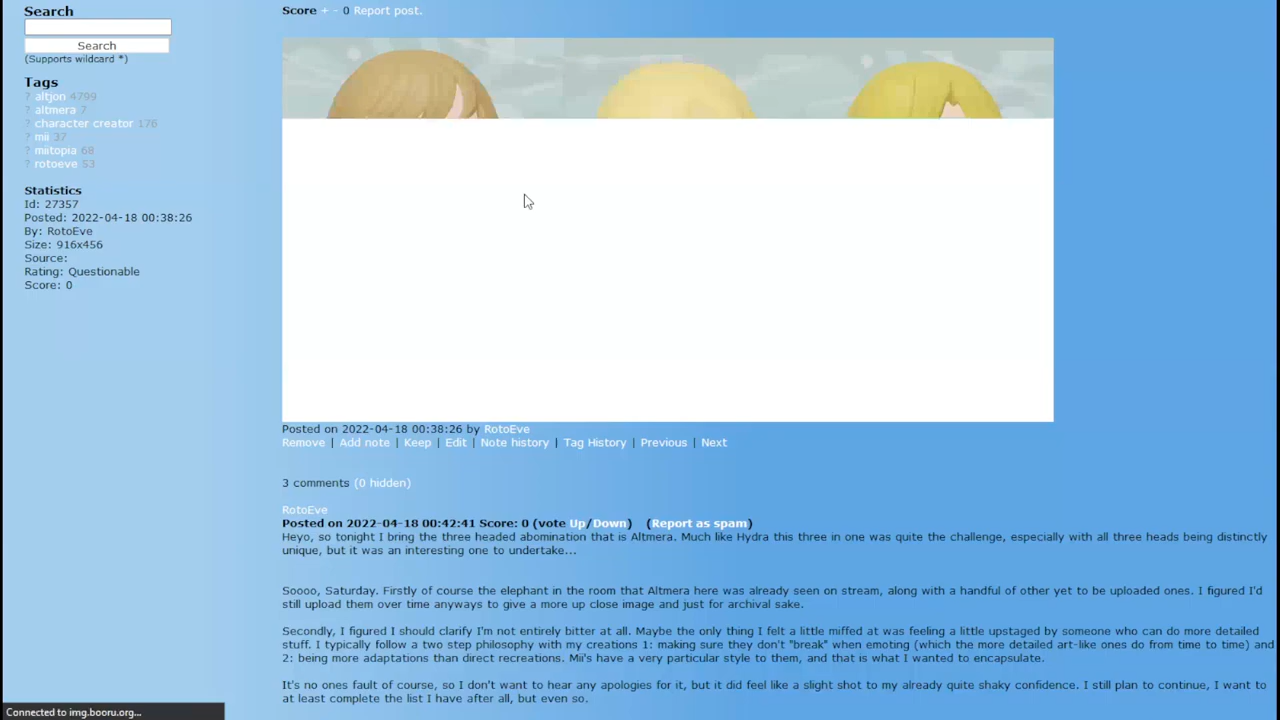 Search
Search
(Supports wildcard *)
Tags
? altjon 4799
? altmera 7
? character creator 176
? mii 37
? miitopia 68
? rotoeve 53
Statistics
Id: 27357
Posted: 2022-04-18 00:38:26
By: RotoEve
Size: 916x456
Source:
Rating: Questionable
Score: 0
Score + - 0 Report post.
Posted on 2022-04-18 00:38:26 by RotoEve
Remove | Add note | Keep | Edit | Note history | Tag History | Previous | Next
3 comments (0 hidden)
RotoEve
Posted on 2022-04-18 00:42:41 Score: 0 (vote Up/Down) (Report as spam)
Heyo, so tonight I bring the three headed abomination that is Altmera. Much like Hydra this three in one was quite the challenge, especially with all three heads being distinctly
unique, but it was an interesting one to undertake...
Soooo, Saturday. Firstly of course the elephant in the room that Altmera here was already seen on stream, along with a handful of other yet to be uploaded ones. I figured I'd
still upload them over time anyways to give a more up close image and just for archival sake.
Secondly, I figured I should clarify I'm not entirely bitter at all. Maybe the only thing I felt a little miffed at was feeling a little upstaged by someone who can do more detailed
stuff. I typically follow a two step philosophy with my creations 1: making sure they don't "break" when emoting (which the more detailed art-like ones do from time to time) and
2: being more adaptations than direct recreations. Mii's have a very particular style to them, and that is what I wanted to encapsulate.
It's no ones fault of course, so I don't want to hear any apologies for it, but it did feel like a slight shot to my already quite shaky confidence. I still plan to continue, I want to
at least complete the list I have after all, but even so.
Connected to img.booru.org...